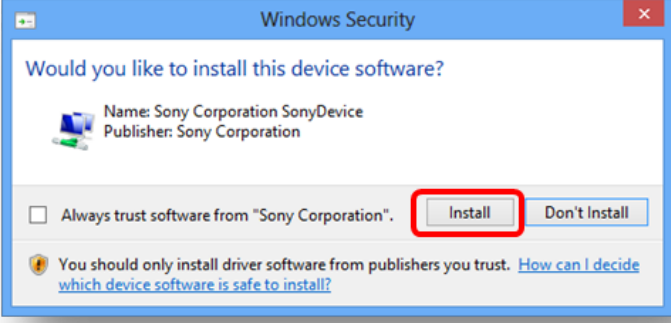 Windows Security
Would you like to install this device software?
Name: Sony Corporation SonyDevice
Publisher: Sony Corporation
Always trust software from "Sony Corporation".
Install
Don't Install
You should only install driver software from publishers you trust. How can I decide
which device software is safe to install?